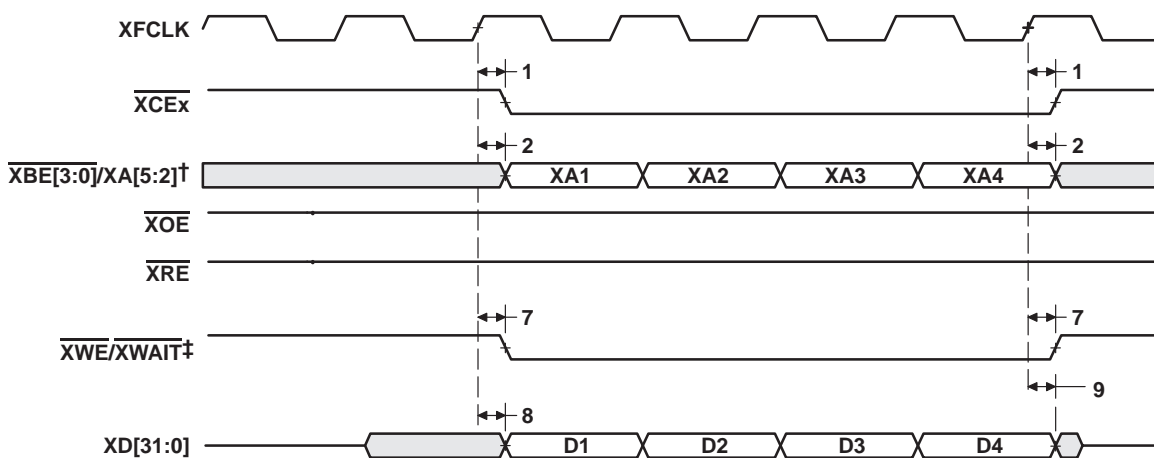 XFCLK
1 1
XCEx
2 2
XBE[3:0]/XA[5:2]† XA1 XA2 XA3 XA4
XOE
XRE
7 7
XWE/XWAIT‡
9
8
XD[31:0] D1 D2 D3 D4